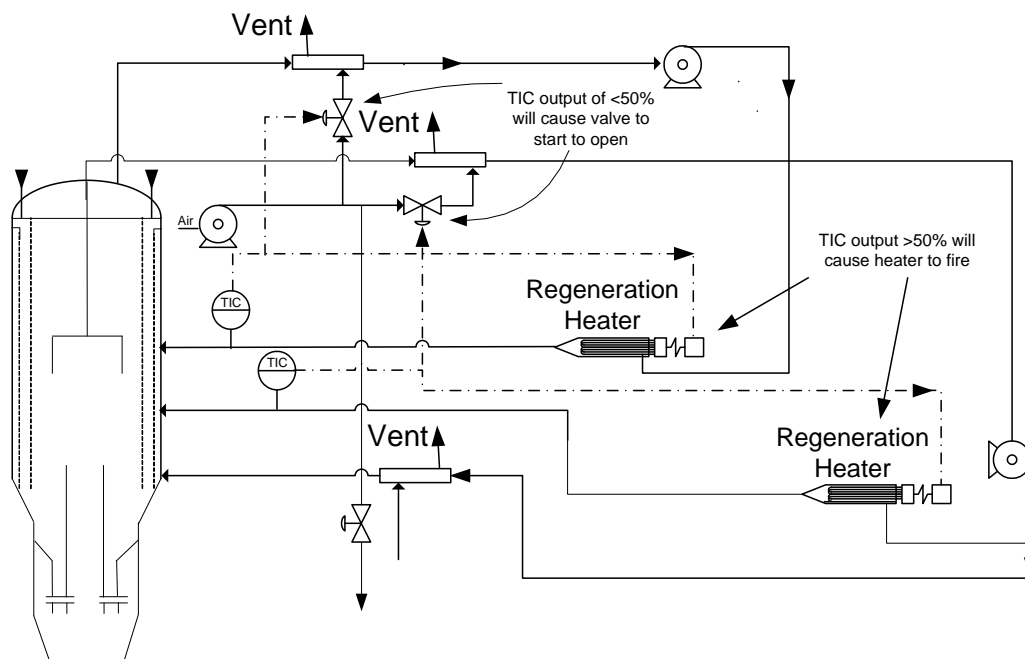 Vent
TIC output of <50%
will cause valve to
start to open
Vent
Air
TIC output >50% will
cause heater to fire
TIC
Regeneration
Heater
TIC
Vent
Regeneration
Heater